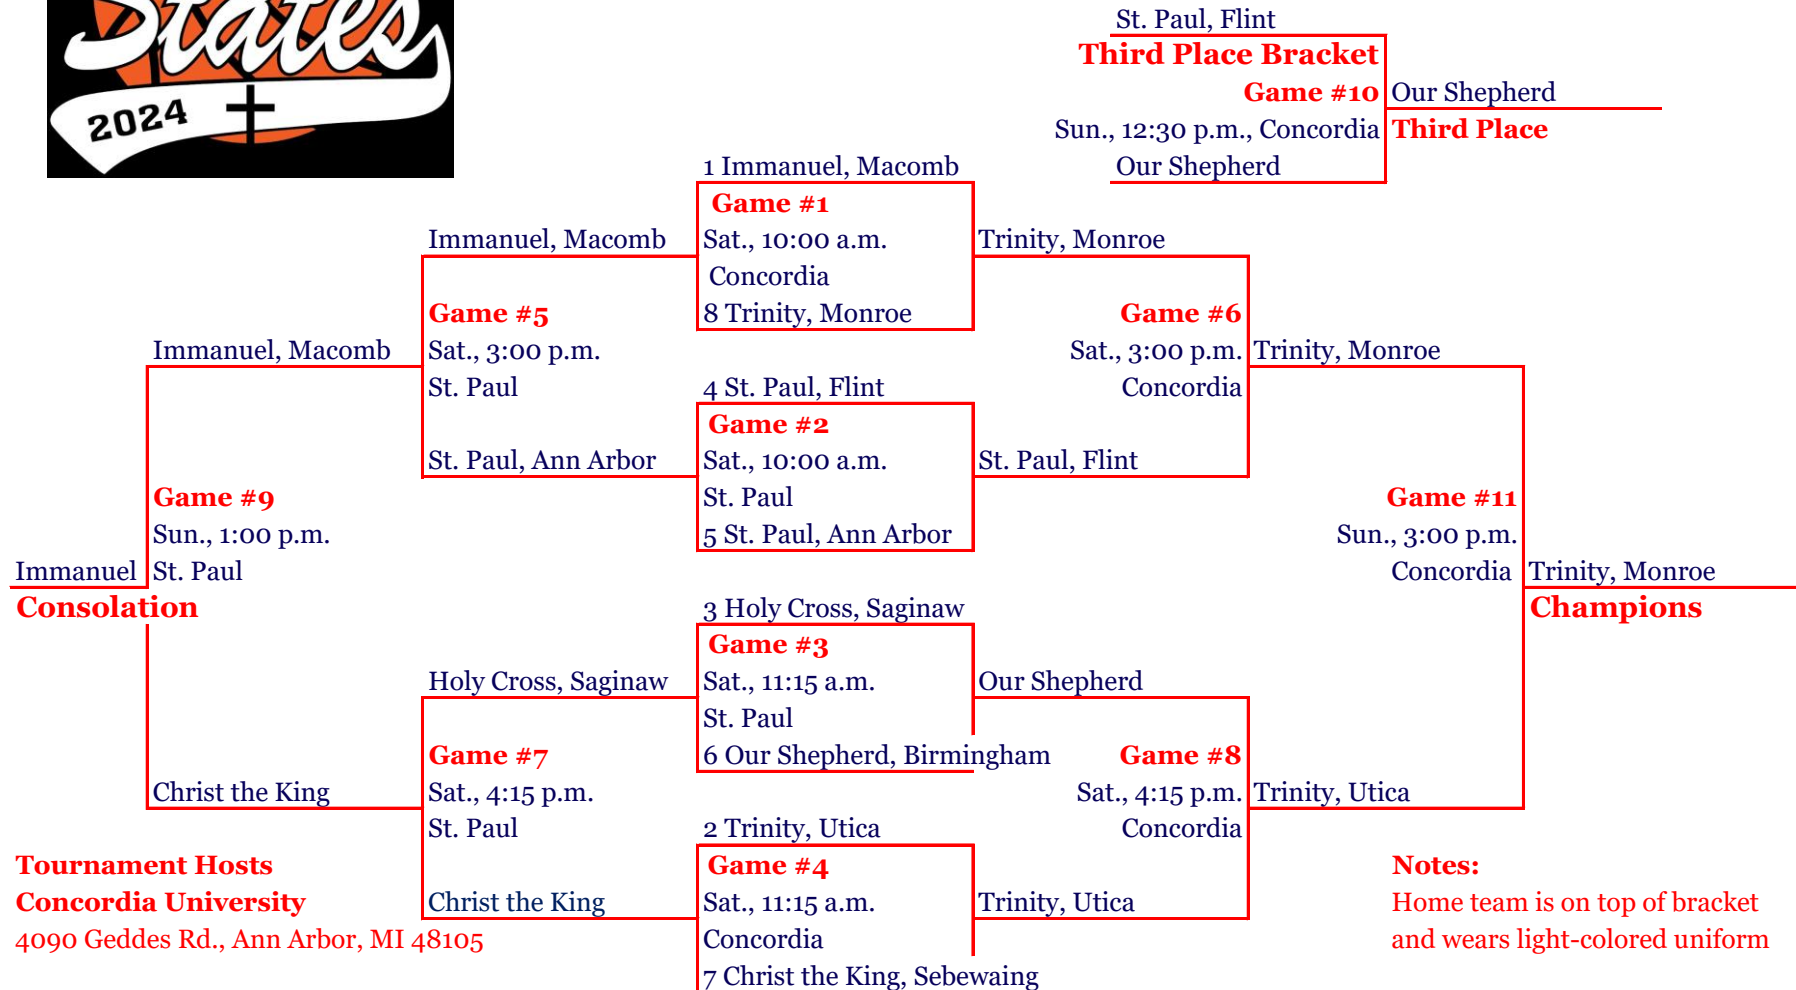 States
2024
St. Paul, Flint
Third Place Bracket
Game #10
Our Shepherd
Sun., 12:30 p.m., Concordia
Third Place
Our Shepherd
1 Immanuel, Macomb
Game #1
Immanuel, Macomb
Sat., 10:00 a.m.
Trinity, Monroe
Concordia
Game #5
8 Trinity, Monroe
Game #6
Immanuel, Macomb
Sat., 3:00 p.m.
Sat., 3:00 p.m.
Trinity, Monroe
St. Paul
4 St. Paul, Flint
Concordia
Game #2
St. Paul, Ann Arbor
Sat., 10:00 a.m.
St. Paul, Flint
Game #9
St. Paul
Game #11
Sun., 1:00 p.m.
5 St. Paul, Ann Arbor
Sun., 3:00 p.m.
Immanuel
St. Paul
Concordia
Trinity, Monroe
Consolation
3 Holy Cross, Saginaw
Champions
Game #3
Holy Cross, Saginaw
Sat., 11:15 a.m.
Our Shepherd
St. Paul
Game #7
6 Our Shepherd, Birmingham
Game #8
Christ the King
Sat., 4:15 p.m.
Sat., 4:15 p.m.
Trinity, Utica
St. Paul
2 Trinity, Utica
Concordia
Tournament Hosts
Game #4
Notes:
Concordia University
Christ the King
Sat., 11:15 a.m.
Trinity, Utica
Home team is on top of bracket
4090 Geddes Rd., Ann Arbor, MI 48105
Concordia
and wears light-colored uniform
7 Christ the King, Sebewaing